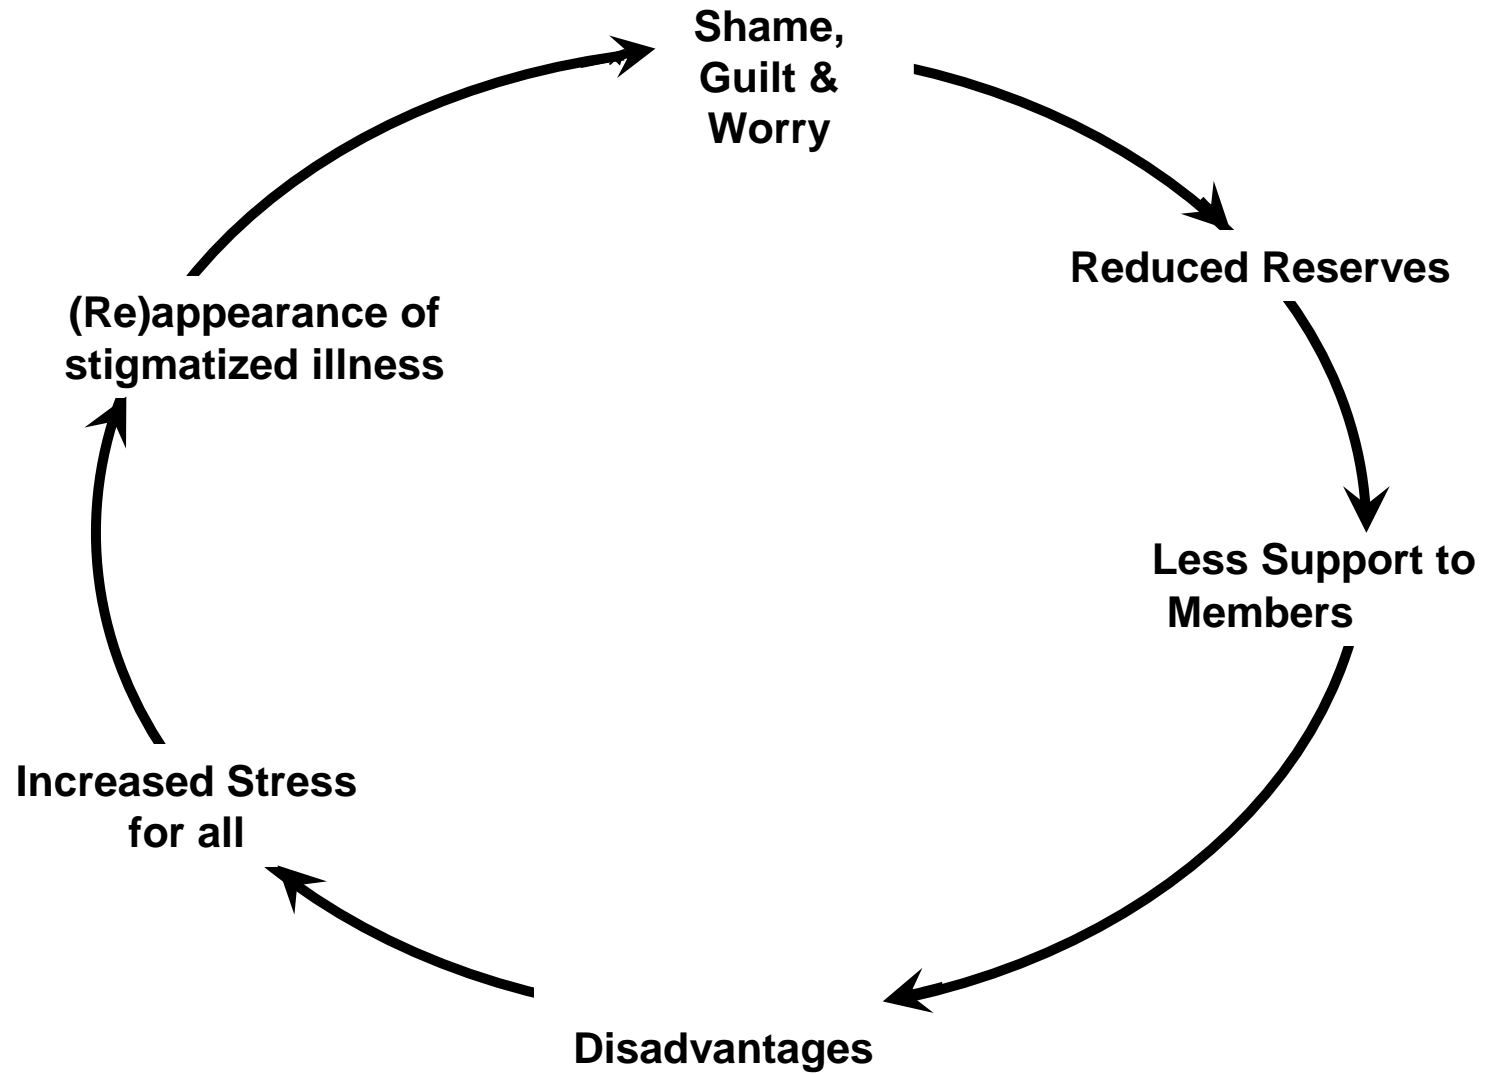 Shame,
Guilt &
Worry
Reduced Reserves
Less Support to
Members
Disadvantages
Increased Stress
for all
(Re)appearance of
stigmatized illness